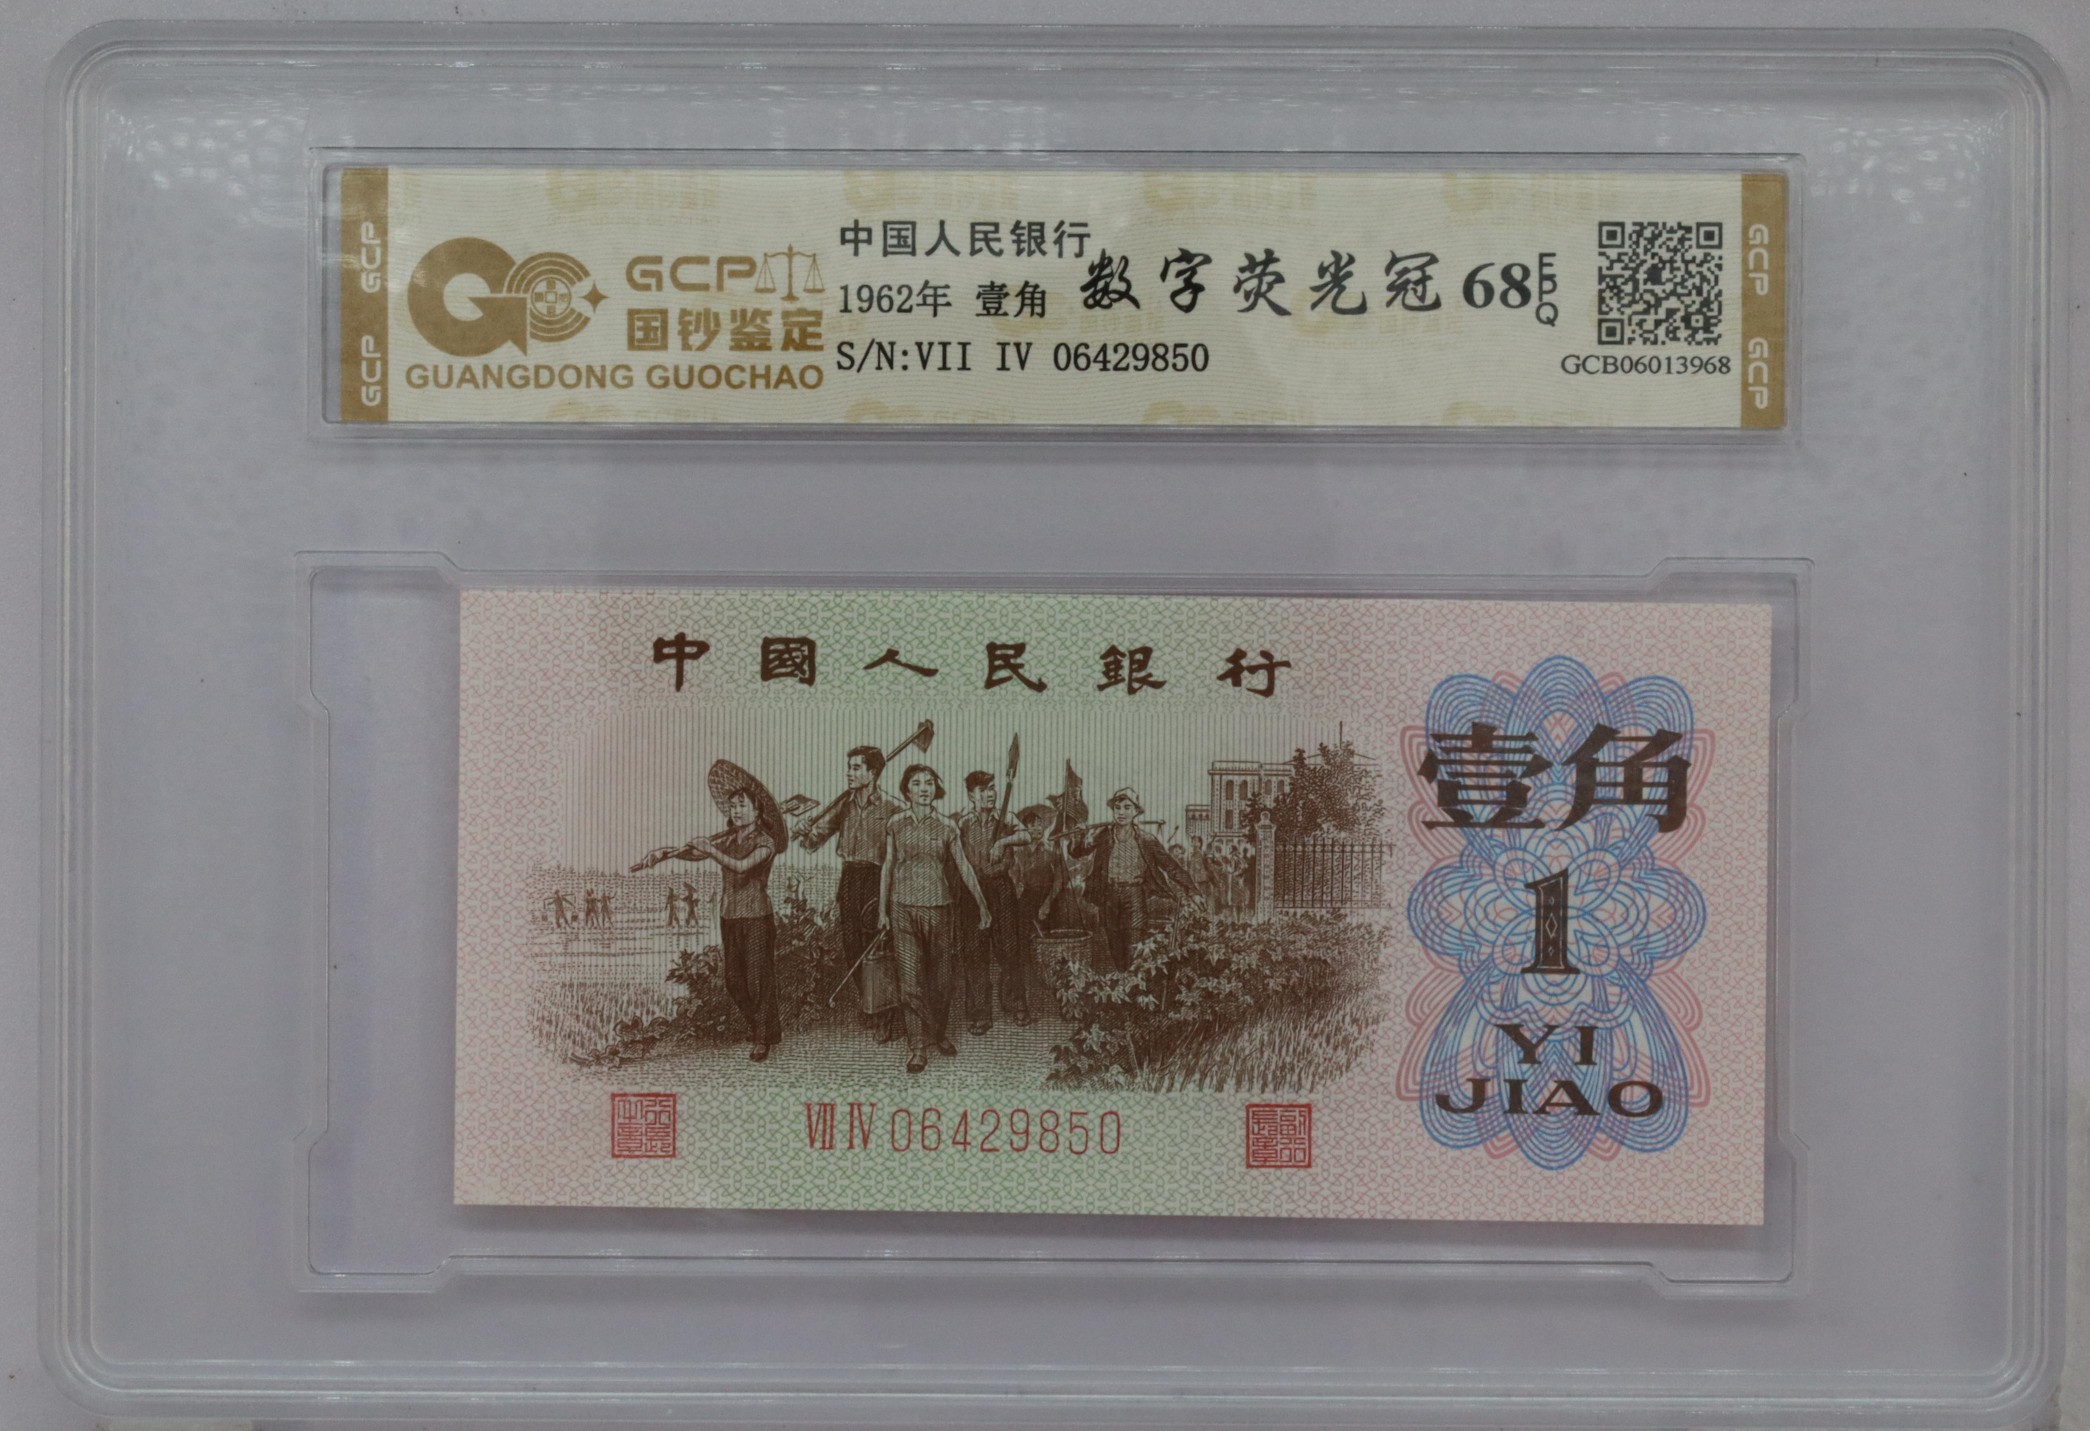 GCP
GCP
GCP
国钞鉴定
GUANGDONG GUOCHAO
中国人民银行
1962年 壹角
S/N:VII IV 06429850
数字荧光冠 68 EPQ
GCB06013968
GCP
GCP
中國人民銀行
壹角
1
YI
JIAO
VII IV 06429850